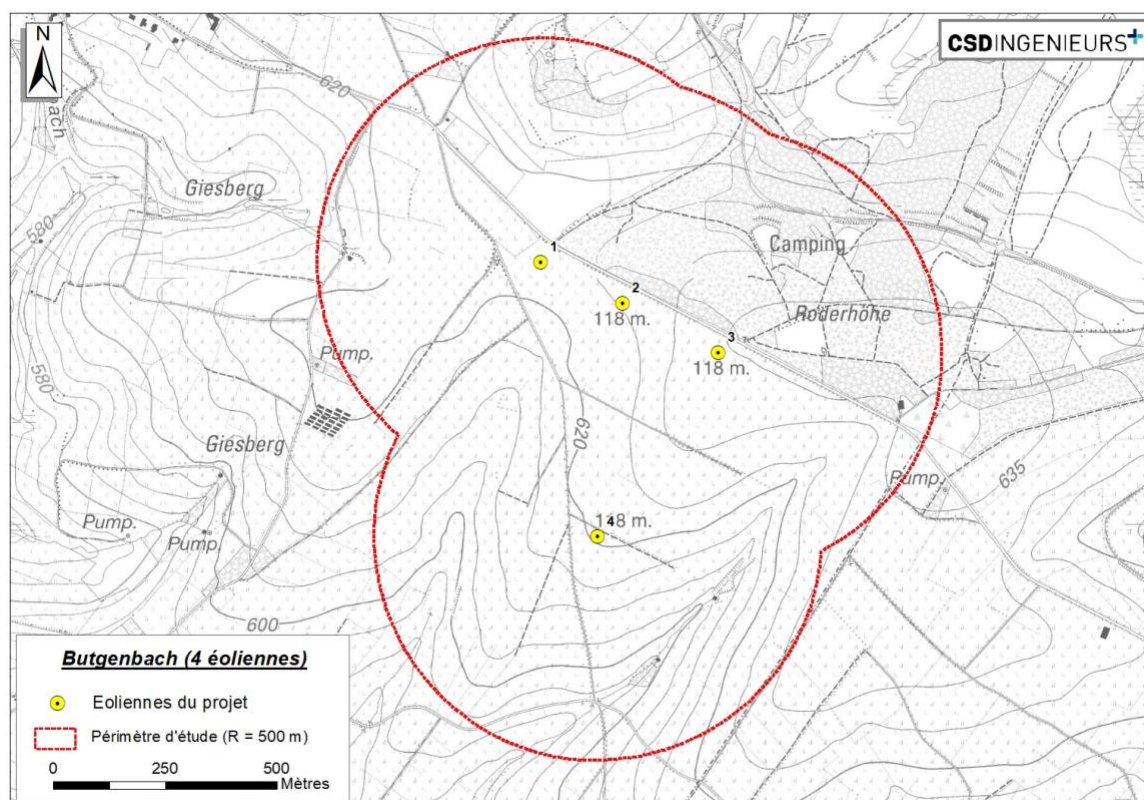 N
CSDINGENIEURS+
620
ach
Giesberg
580
1
Camping
2
118 m.
Roderhöhe
3
118 m.
Pump.
580
Giesberg
620
635
Pump.
Pump.
Pump.
4
118 m.
600
Butgenbach (4 éoliennes)
Eoliennes du projet
Périmètre d'étude (R = 500 m)
0 250 500
Mètres